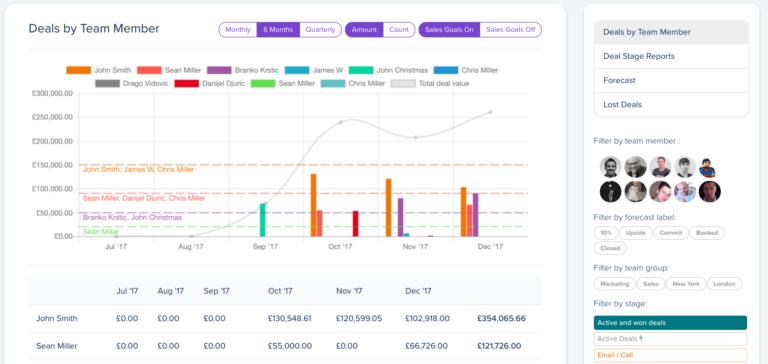 Deals by Team Member
Monthly 6 Months Quarterly Amount Count Sales Goals On Sales Goals Off
John Smith Sean Miller Branko Krstic James W John Christmas Chris Miller
Drago Vidovic Danijel Djuric Sean Miller Chris Miller Total deal value
£300,000.00
£250,000.00
£150,000.00
John Smith, James W, Chris Miller
£100,000.00
Sean Miller, Danijel Djuric, Chris Miller
£50,000.00
Branko Krstic, John Christmas
Sean Miller
£0.00
Jul '17 Aug '17 Sep '17 Oct '17 Nov '17 Dec '17
Jul '17 Aug '17 Sep '17 Oct '17 Nov '17 Dec '17
John Smith £0.00 £0.00 £0.00 £130,548.61 £120,599.05 £102,918.00 £354,065.66
Sean Miller £0.00 £0.00 £0.00 £55,000.00 £0.00 £66,726.00 £121,726.00
Deals by Team Member
Deal Stage Reports
Forecast
Lost Deals
Filter by team member :
Filter by forecast label:
10% Upside Commit Booked
Closed
Filter by team group:
Marketing Sales New York London
Filter by stage:
Active and won deals
Active Deals
Email / Call